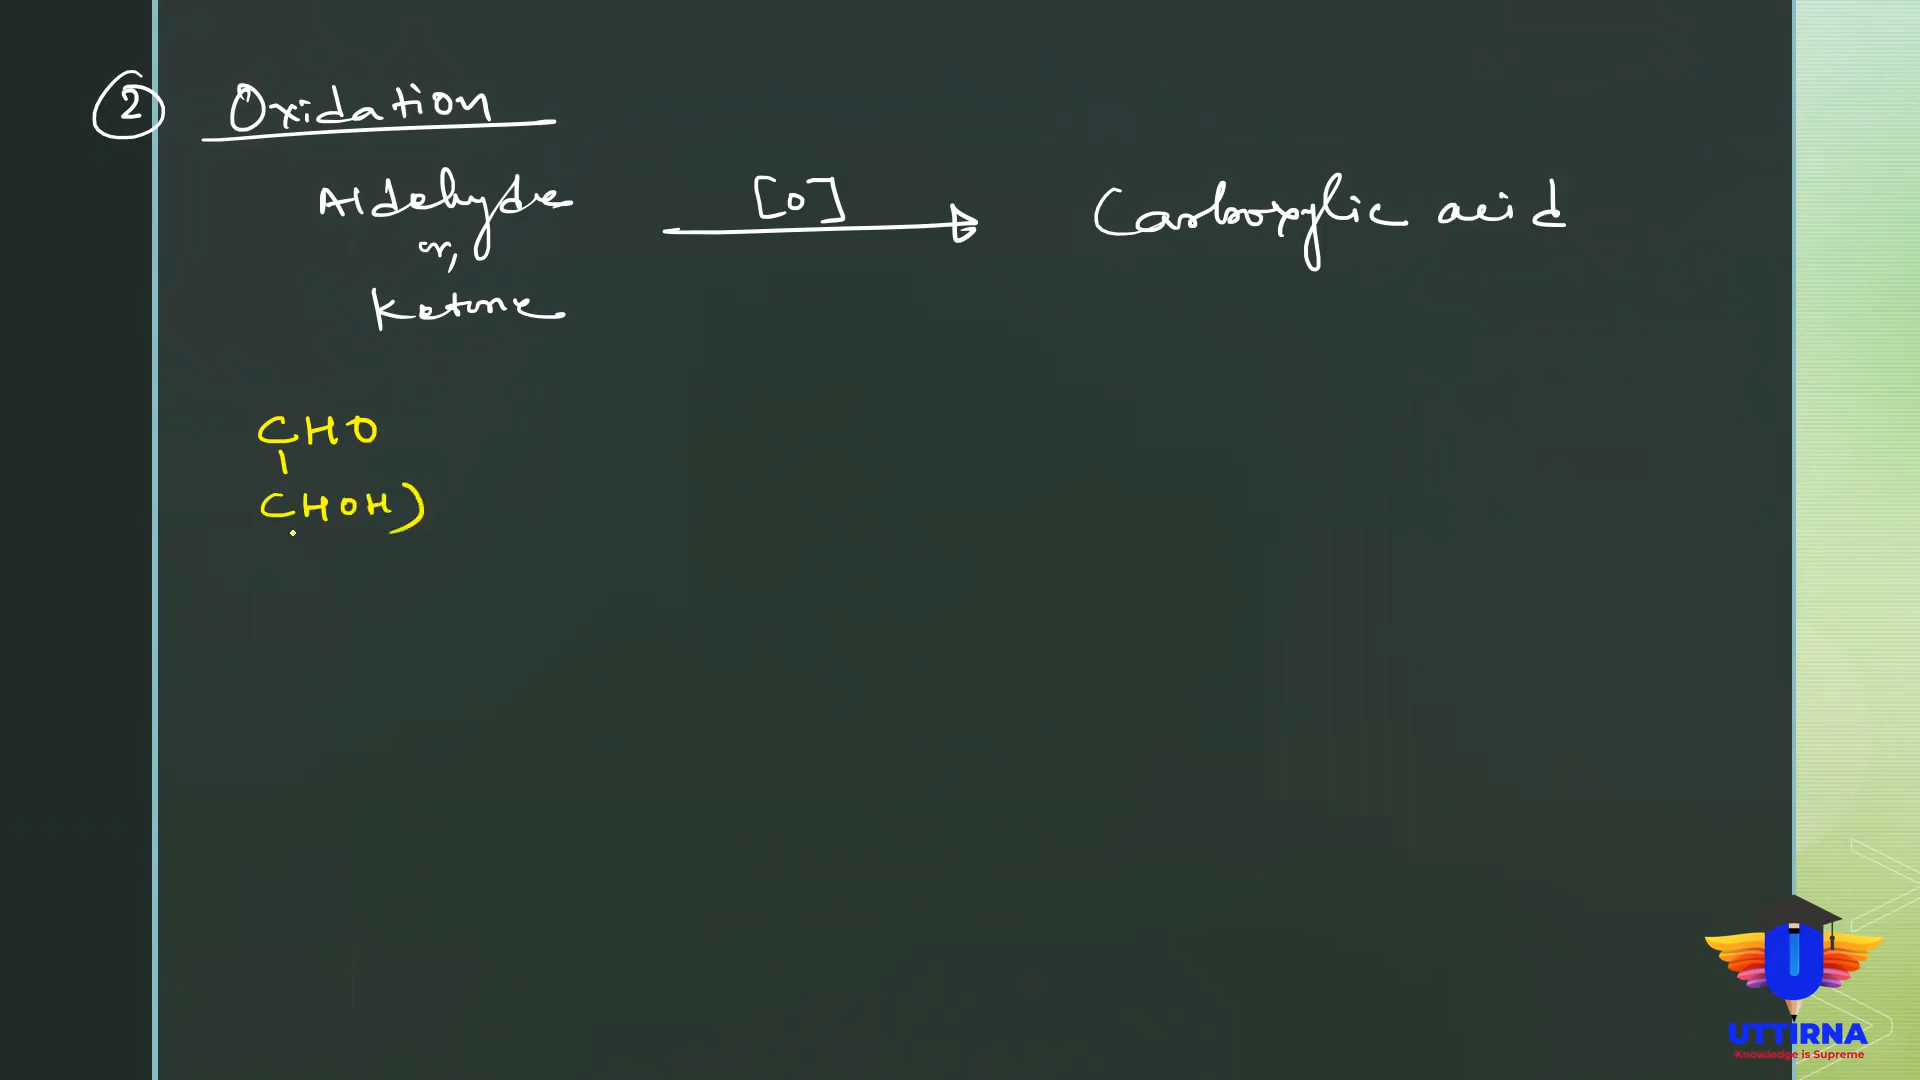 2 Oxidation
Aldehyde [O] Carboxylic acid
or,
Ketone
CHO
CHOH)
UTTIRNA
Knowledge is Supreme